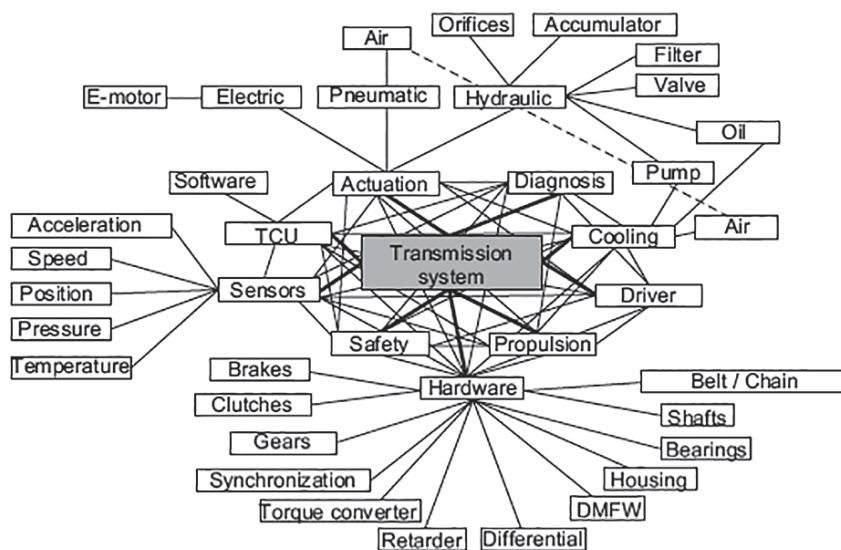 Orifices
Accumulator
Air
Filter
E-motor
Electric
Pneumatic
Hydraulic
Valve
Oil
Software
Actuation
Diagnosis
Pump
Acceleration
TCU
Cooling
Air
Transmission
system
Speed
Position
Sensors
Driver
Pressure
Safety
Propulsion
Temperature
Brakes
Hardware
Belt / Chain
Clutches
Shafts
Gears
Bearings
Synchronization
Housing
Torque converter
DMFW
Retarder
Differential